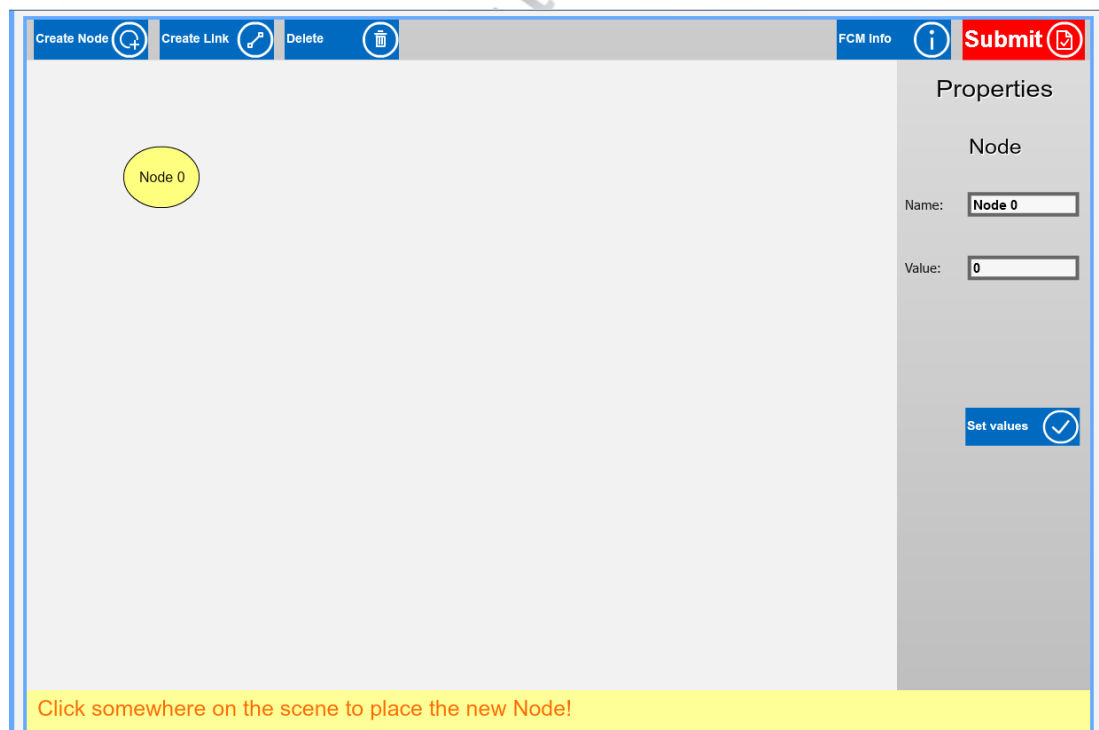 Create Node
Create Link
Delete
FCM Info
Submit
Properties
Node
Node 0
Name: Node 0
Value: 0
Set values
Click somewhere on the scene to place the new Node!